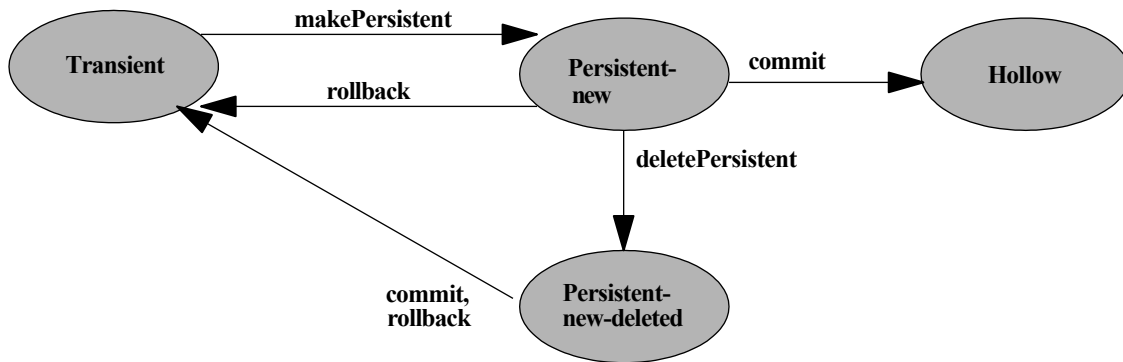 makePersistent
Transient
Persistent-
new
commit
Hollow
rollback
deletePersistent
commit,
rollback
Persistent-
new-deleted